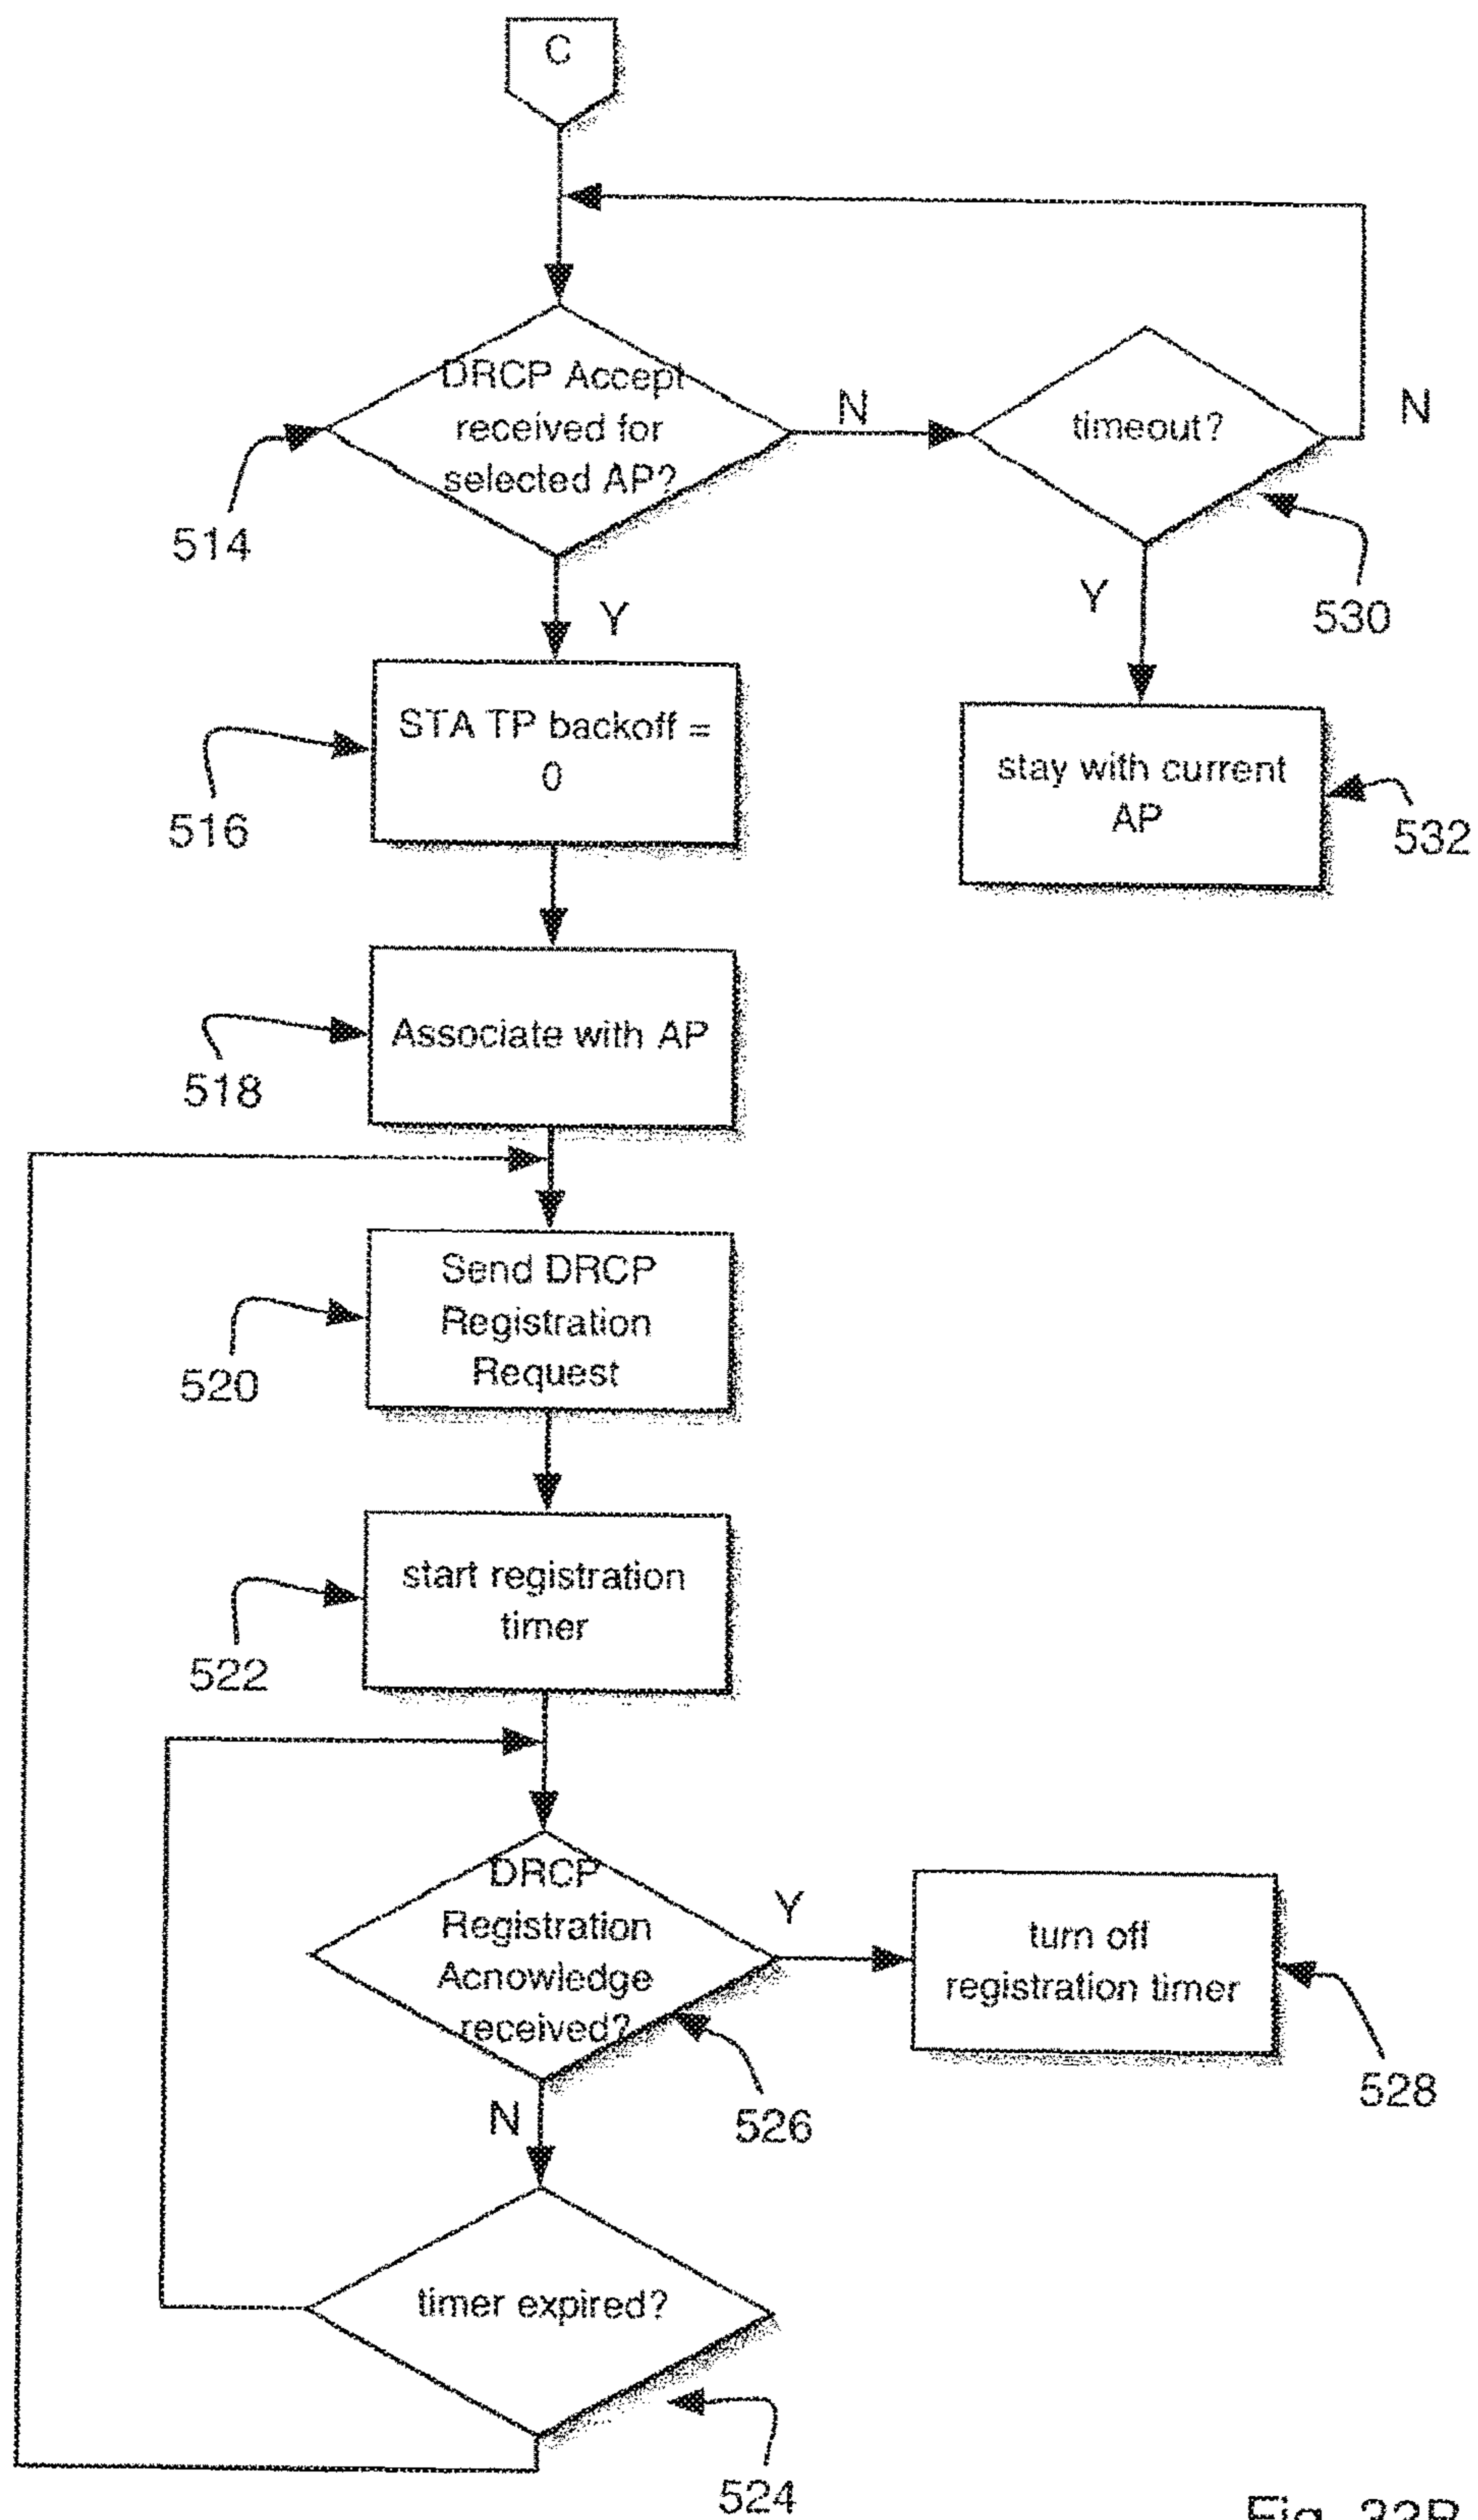 C
DRCP Accept
received for
selected AP?
N
timeout?
N
514
Y
Y
530
STA TP backoff =
0
516
stay with current
AP
532
Associate with AP
518
Send DRCP
Registration
Request
520
start registration
timer
522
DRCP
Registration
Acnowledge
received?
Y
turn off
registration timer
528
N
526
timer expired?
524